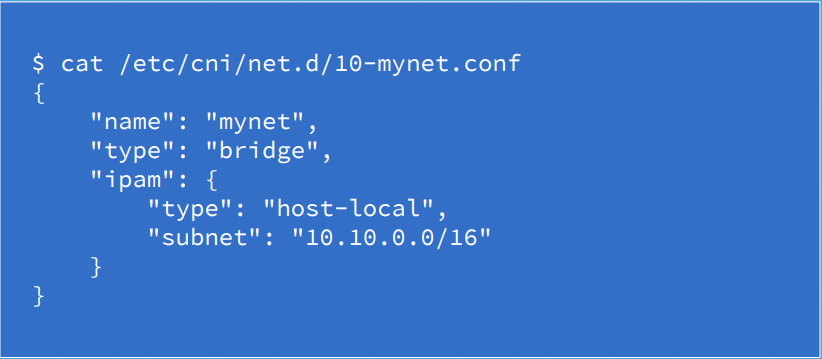 $ cat /etc/cni/net.d/10-mynet.conf
{
    "name": "mynet",
    "type": "bridge",
    "ipam": {
        "type": "host-local",
        "subnet": "10.10.0.0/16"
    }
}